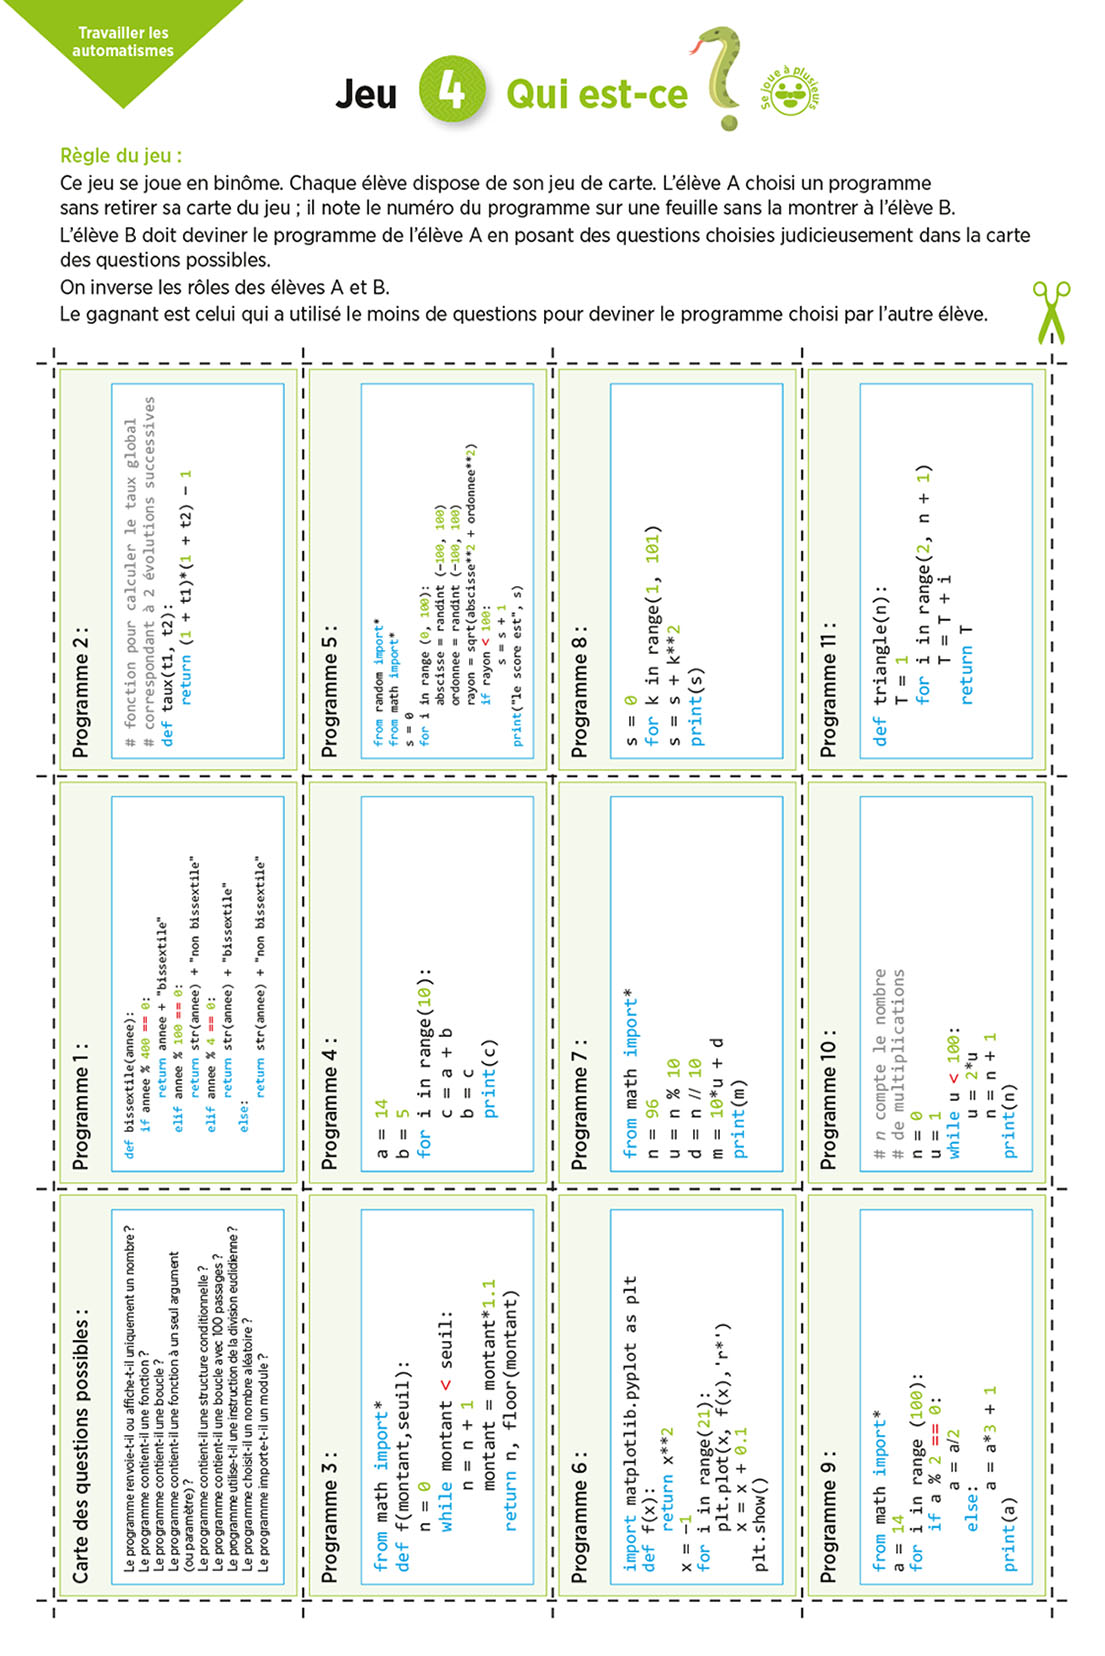 Travailler les
automatismes
Jeu 4 Qui est-ce ?
Se joue à plusieurs
Règle du jeu :
Ce jeu se joue en binôme. Chaque élève dispose de son jeu de carte. L'élève A choisi un programme
sans retirer sa carte du jeu ; il note le numéro du programme sur une feuille sans la montrer à l'élève B.
L'élève B doit deviner le programme de l'élève A en posant des questions choisies judicieusement dans la carte
des questions possibles.
On inverse les rôles des élèves A et B.
Le gagnant est celui qui a utilisé le moins de questions pour deviner le programme choisi par l'autre élève.
Carte des questions possibles :
Le programme renvoie-t-il ou affiche-t-il uniquement un nombre ?
Le programme contient-il une fonction ?
Le programme contient-il une boucle ?
Le programme contient-il une fonction à un seul argument
(ou paramètre) ?
Le programme contient-il une structure conditionnelle ?
Le programme contient-il une boucle avec 100 passages ?
Le programme utilise-t-il une instruction de la division euclidienne ?
Le programme choisit-il un nombre aléatoire ?
Le programme importe-t-il un module ?
Programme 1 :
def bissextile(annee):
if annee % 400 == 0:
return annee + "bissextile"
elif annee % 100 == 0:
return str(annee) + "non bissextile"
elif annee % 4 == 0:
return str(annee) + "bissextile"
else:
return str(annee) + "non bissextile"
Programme 2 :
# fonction pour calculer le taux global
# correspondant à 2 évolutions successives
def taux(t1, t2):
return (1 + t1)*(1 + t2) - 1
Programme 3 :
from math import*
def f(montant,seuil):
n = 0
while montant < seuil:
n = n + 1
montant = montant*1.1
return n, floor(montant)
Programme 4 :
a = 14
b = 5
for i in range(10):
c = a + b
b = c
print(c)
Programme 5 :
from random import*
from math import*
s = 0
for i in range (0, 100):
abscisse = randint (-100, 100)
ordonnee = randint (-100, 100)
rayon = sqrt(abscisse**2 + ordonnee**2)
if rayon < 100:
s = s + 1
print("le score est", s)
Programme 6 :
import matplotlib.pyplot as plt
def f(x):
return x**2
x = -1
for i in range(21):
plt.plot(x, f(x),'r*')
x = x + 0.1
plt.show()
Programme 7 :
from math import*
n = 96
u = n % 10
d = n // 10
m = 10*u + d
print(m)
Programme 8 :
s = 0
for k in range(1, 101)
s = s + k**2
print(s)
Programme 9 :
from math import*
a = 14
for i in range (100):
if a % 2 == 0:
a = a/2
else:
a = a*3 + 1
print(a)
Programme 10 :
# n compte le nombre
# de multiplications
n = 0
u = 1
while u < 100:
u = 2*u
n = n + 1
print(n)
Programme 11 :
def triangle(n):
T = 1
for i in range(2, n + 1)
T = T + i
return T